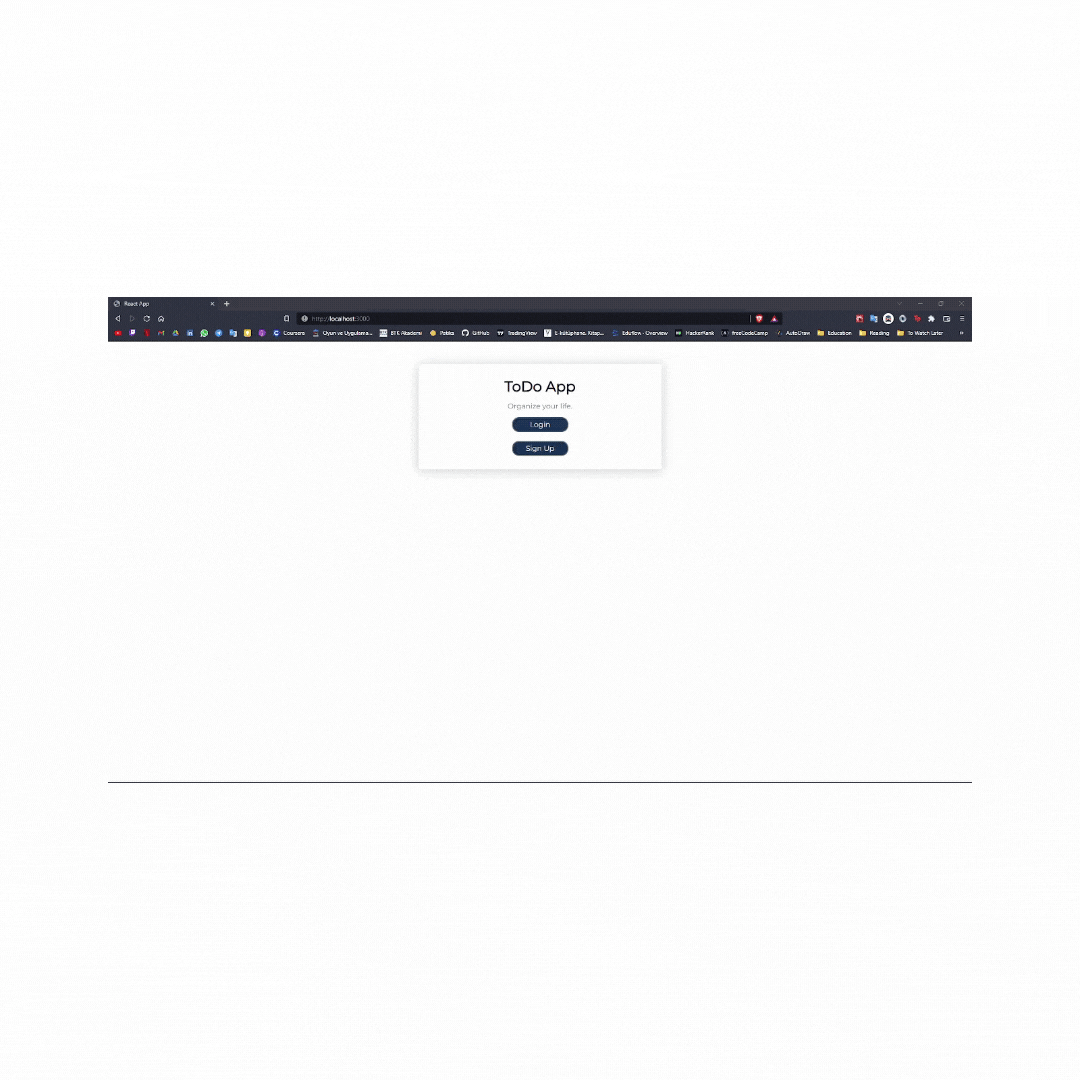 React App
http://localhost:3000
Coursera Oyun ve Uygulama... BTK Akademi Patika GitHub TradingView E-kütüphane, Kitap... Eduflow - Overview HackerRank freeCodeCamp AutoDraw Education Reading To Watch Later
ToDo App
Organize your life.
Login
Sign Up